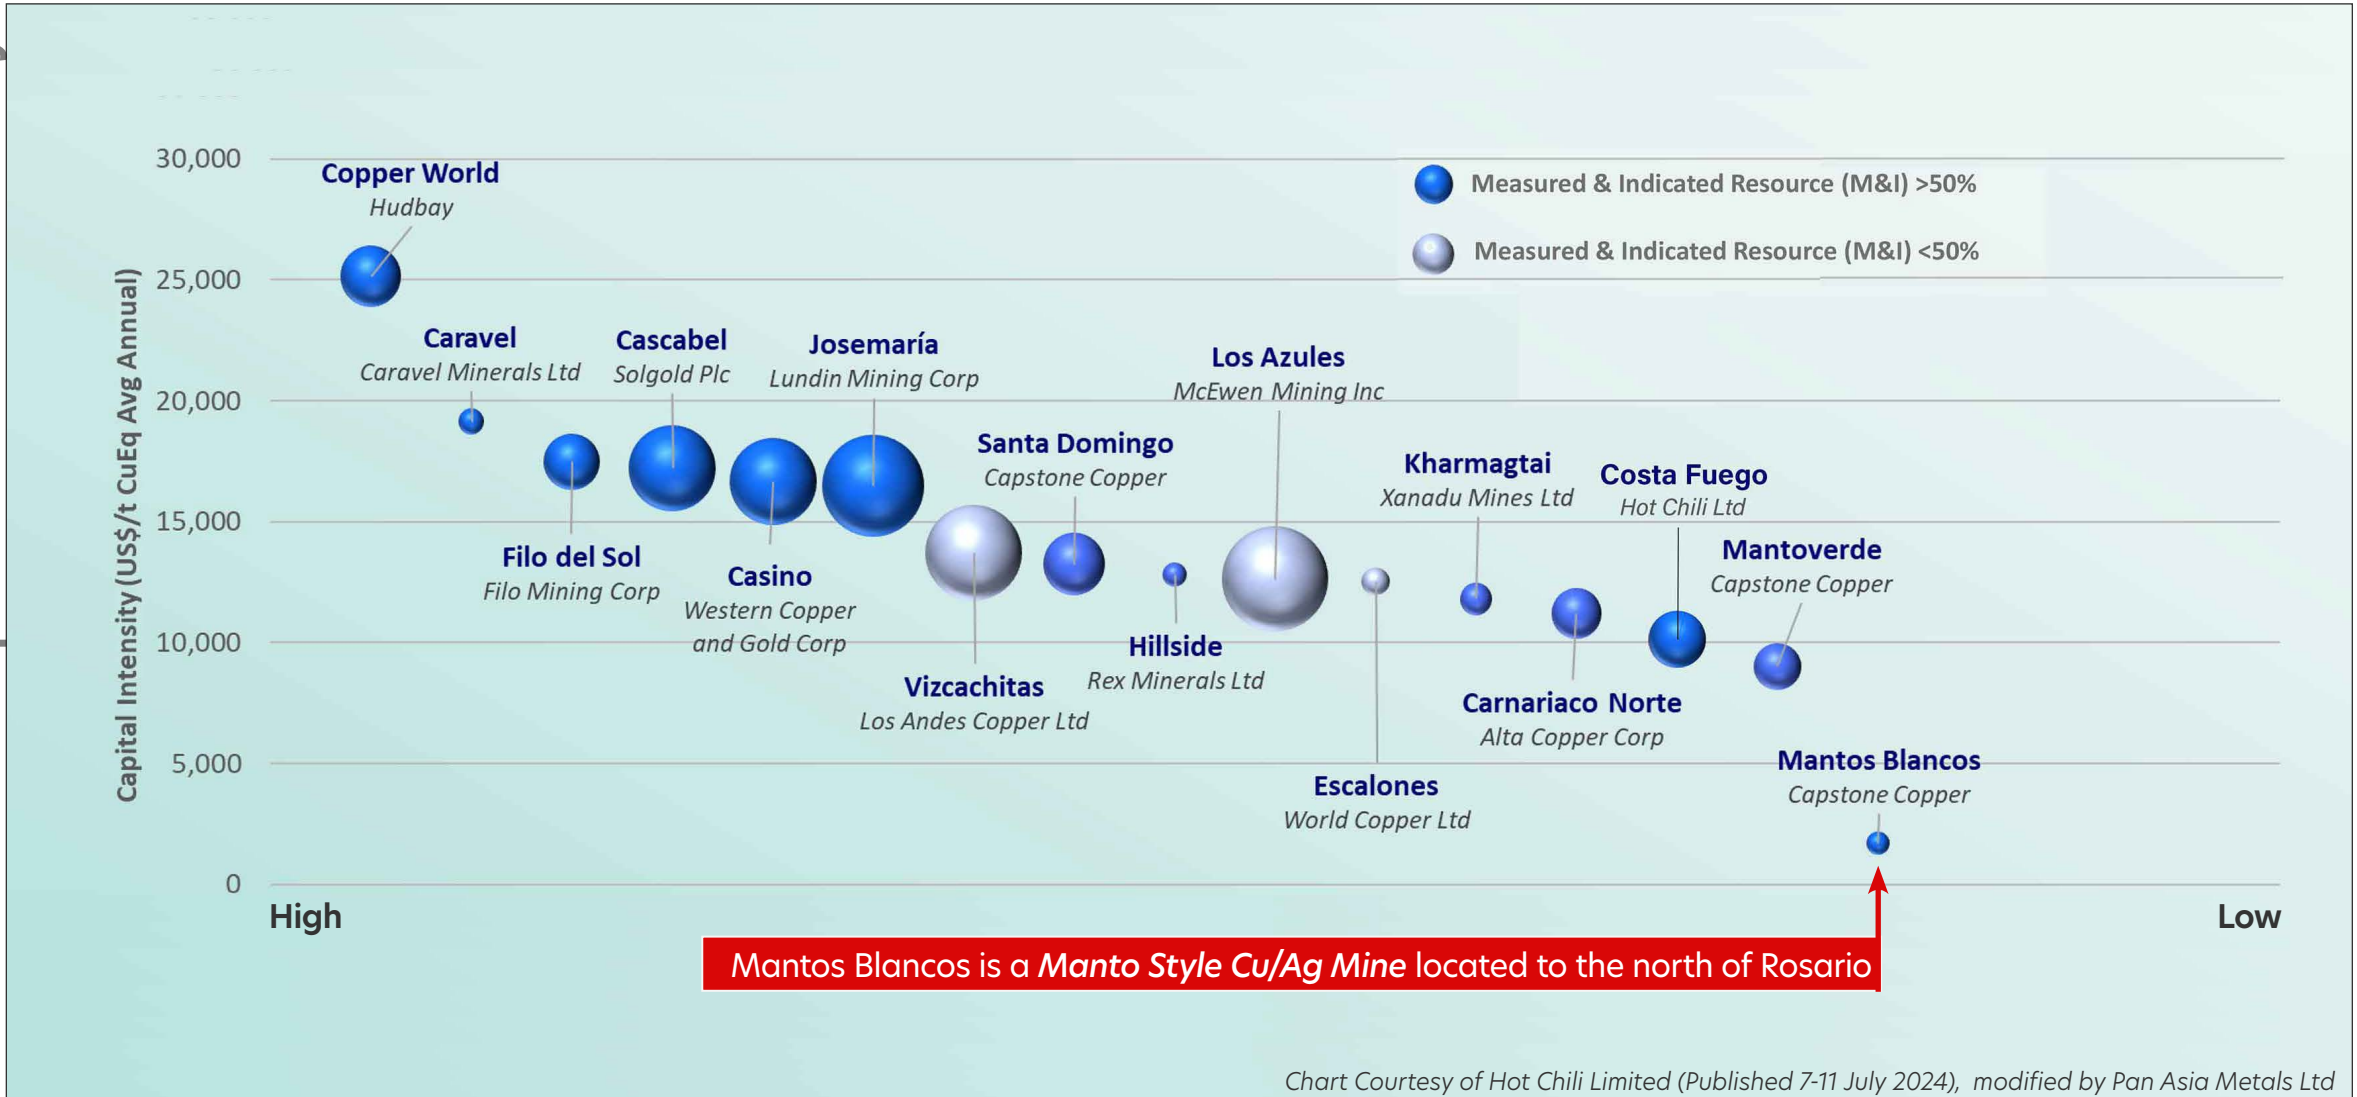 30,000
25,000
20,000
15,000
10,000
5,000
0
Capital Intensity (US$/t CuEq Avg Annual)
Measured & Indicated Resource (M&I) >50%
Measured & Indicated Resource (M&I) <50%
Copper World
Hudbay
Caravel
Caravel Minerals Ltd
Filo del Sol
Filo Mining Corp
Cascabel
Solgold Plc
Casino
Western Copper
and Gold Corp
Josemaría
Lundin Mining Corp
Vizcachitas
Los Andes Copper Ltd
Santa Domingo
Capstone Copper
Hillside
Rex Minerals Ltd
Los Azules
McEwen Mining Inc
Escalones
World Copper Ltd
Kharmagtai
Xanadu Mines Ltd
Carnariaco Norte
Alta Copper Corp
Costa Fuego
Hot Chili Ltd
Mantoverde
Capstone Copper
Mantos Blancos
Capstone Copper
High
Low
Mantos Blancos is a Manto Style Cu/Ag Mine located to the north of Rosario
Chart Courtesy of Hot Chili Limited (Published 7-11 July 2024), modified by Pan Asia Metals Ltd